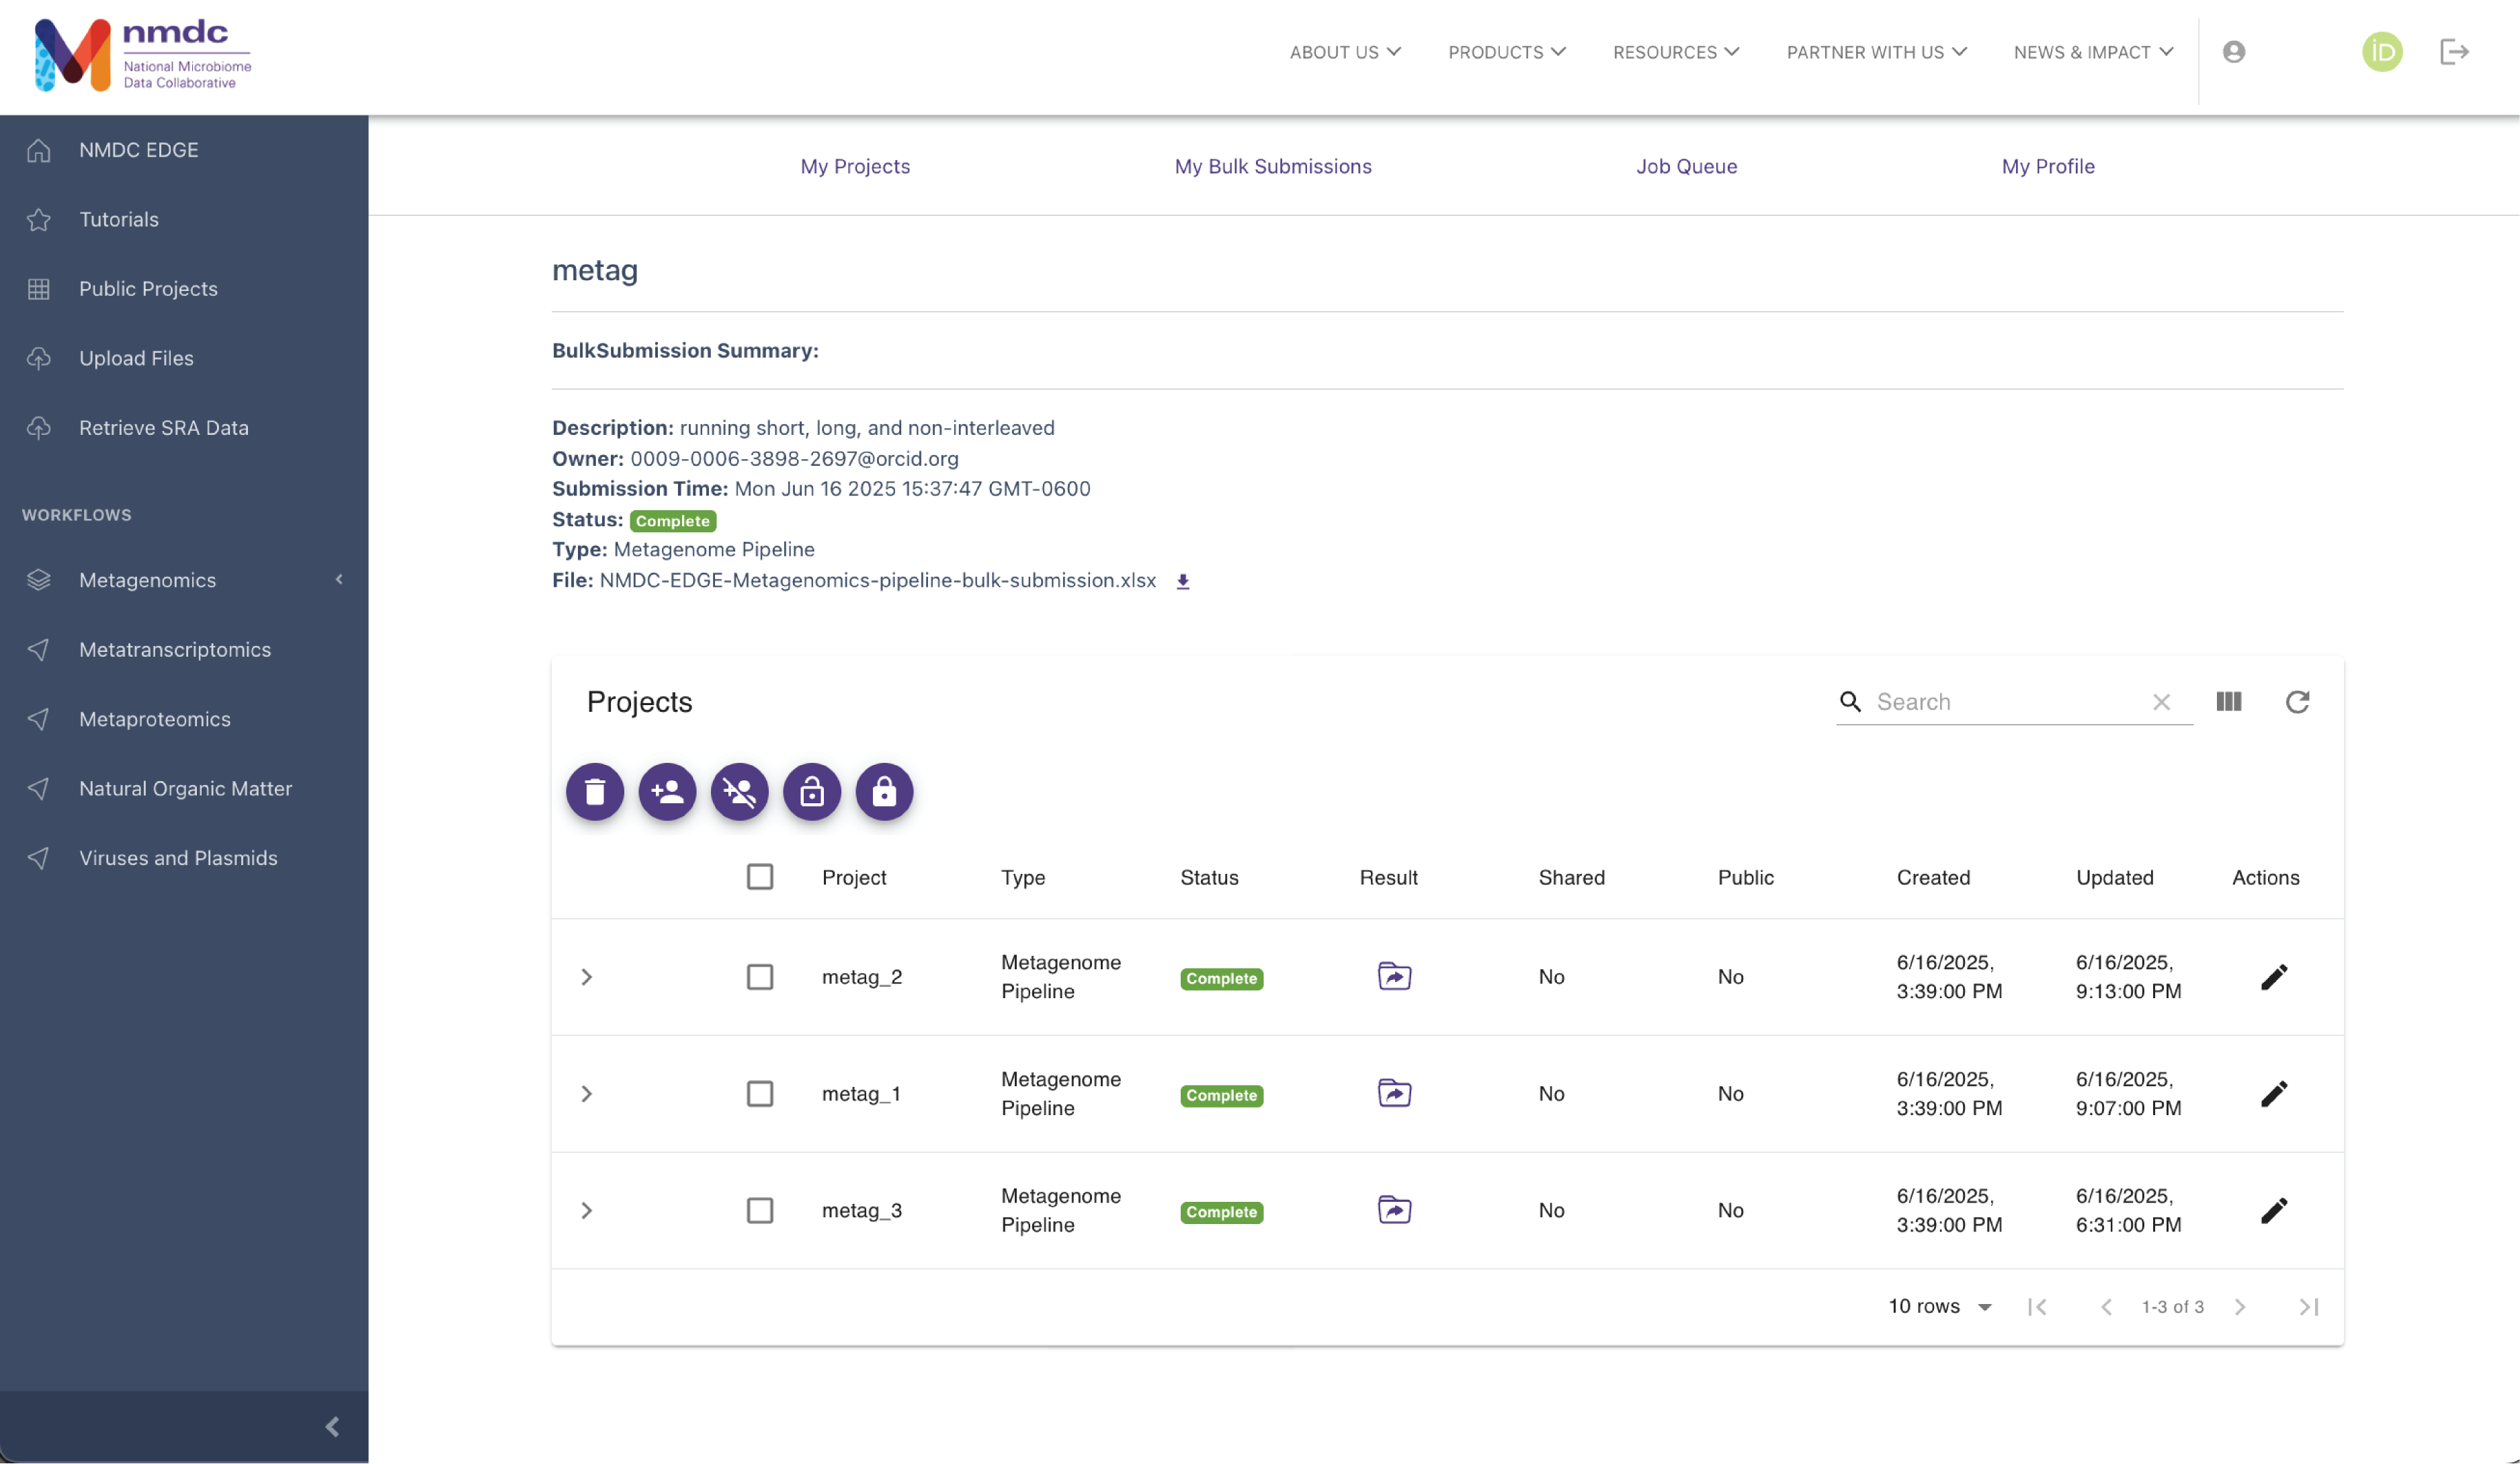 nmdc
National Microbiome
Data Collaborative
ABOUT US
PRODUCTS
RESOURCES
PARTNER WITH US
NEWS & IMPACT
iD
NMDC EDGE
Tutorials
Public Projects
Upload Files
Retrieve SRA Data
WORKFLOWS
Metagenomics
Metatranscriptomics
Metaproteomics
Natural Organic Matter
Viruses and Plasmids
My Projects
My Bulk Submissions
Job Queue
My Profile
metag
BulkSubmission Summary:
Description: running short, long, and non-interleaved
Owner: 0009-0006-3898-2697@orcid.org
Submission Time: Mon Jun 16 2025 15:37:47 GMT-0600
Status: Complete
Type: Metagenome Pipeline
File: NMDC-EDGE-Metagenomics-pipeline-bulk-submission.xlsx
Projects
Search
Project Type Status Result Shared Public Created Updated Actions
metag_2 Metagenome Pipeline Complete No No 6/16/2025, 3:39:00 PM 6/16/2025, 9:13:00 PM
metag_1 Metagenome Pipeline Complete No No 6/16/2025, 3:39:00 PM 6/16/2025, 9:07:00 PM
metag_3 Metagenome Pipeline Complete No No 6/16/2025, 3:39:00 PM 6/16/2025, 6:31:00 PM
10 rows
1-3 of 3